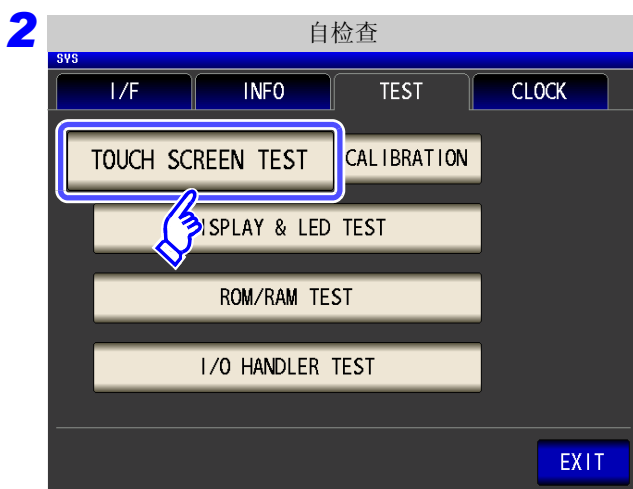 2
自检查
SYS
I/F INFO TEST CLOCK
TOUCH SCREEN TEST CALIBRATION
ISPLAY & LED TEST
ROM/RAM TEST
I/O HANDLER TEST
EXIT